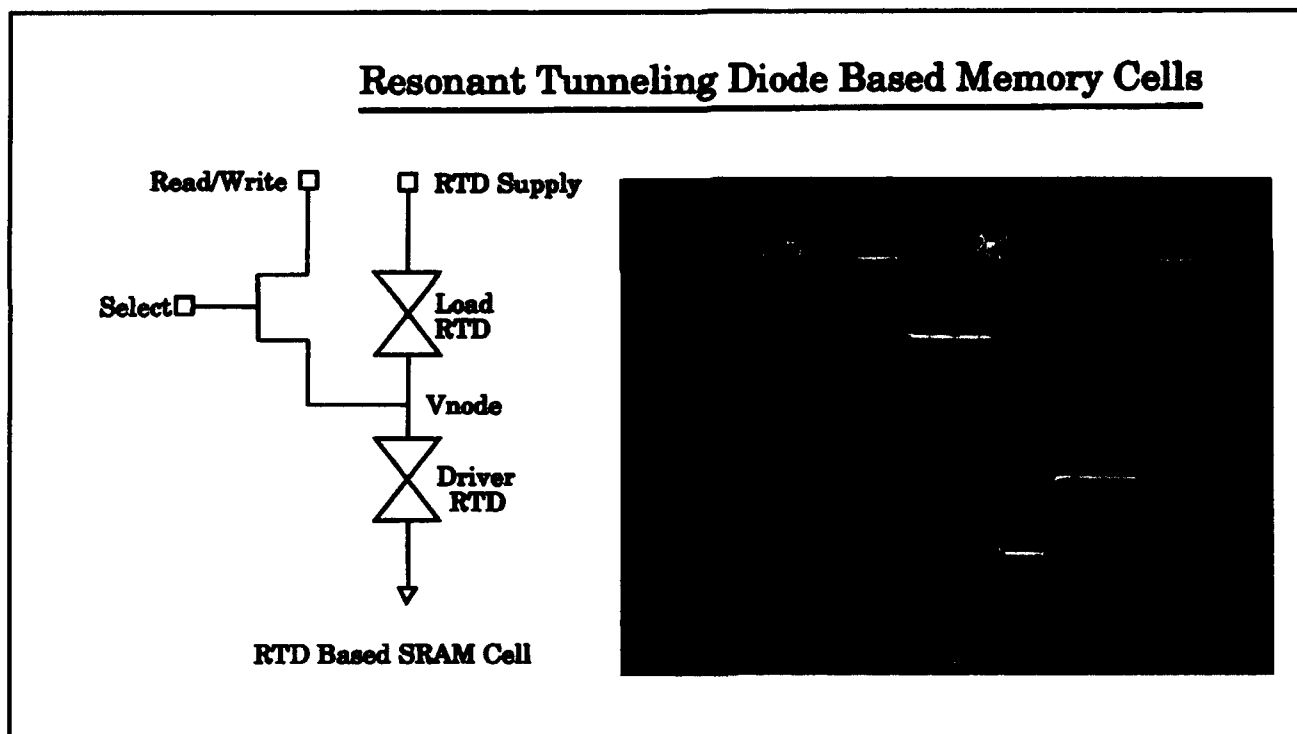 Resonant Tunneling Diode Based Memory Cells
Read/Write
RTD Supply
Select
Load
RTD
Vnode
Driver
RTD
RTD Based SRAM Cell